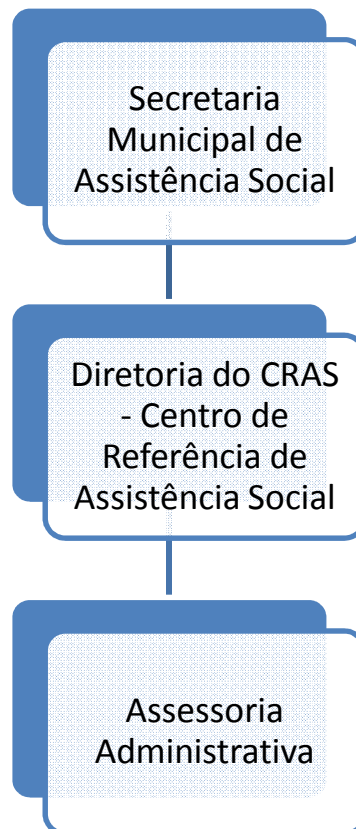 Secretaria
Municipal de
Assistência Social
Diretoria do CRAS
- Centro de
Referência de
Assistência Social
Assessoria
Administrativa